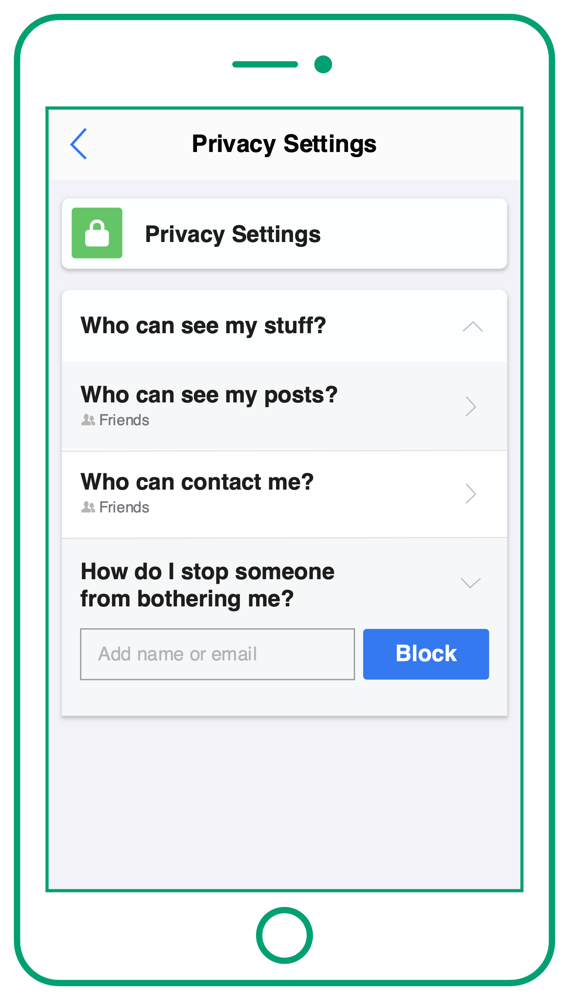 Privacy Settings
Privacy Settings
Who can see my stuff?
Who can see my posts?
Friends
Who can contact me?
Friends
How do I stop someone
from bothering me?
Add name or email
Block